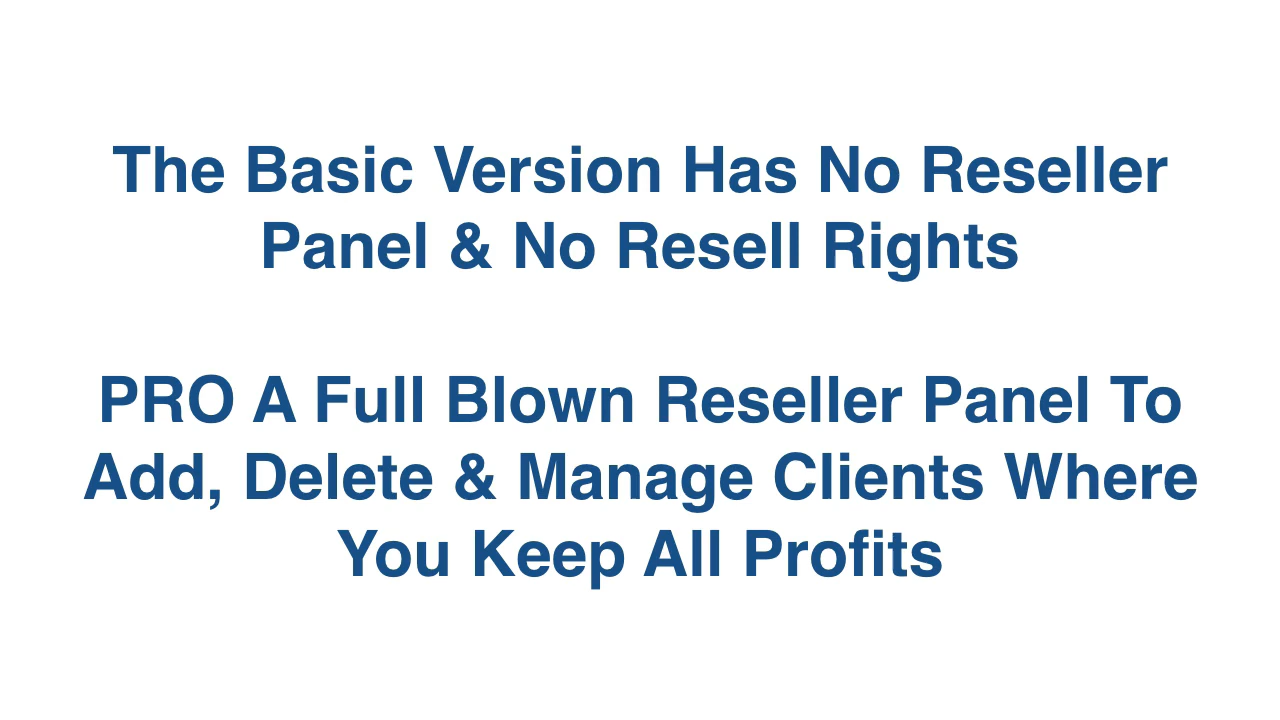 The Basic Version Has No Reseller
Panel & No Resell Rights
PRO A Full Blown Reseller Panel To
Add, Delete & Manage Clients Where
You Keep All Profits